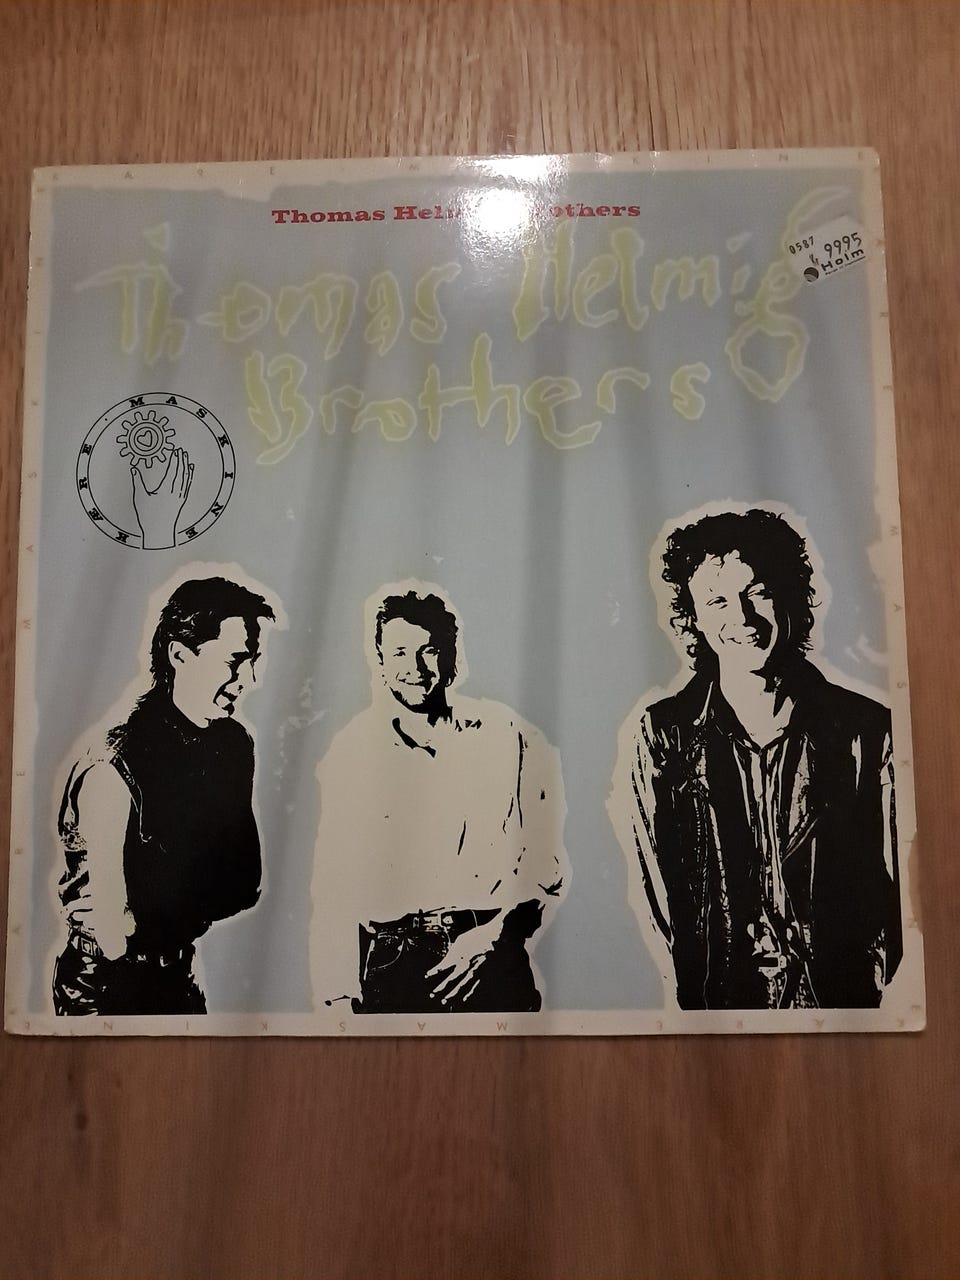 Thomas Helmig Brothers
Thomas Helmig
Brothers
0587
9995
Holm
KÆRE MASKINE